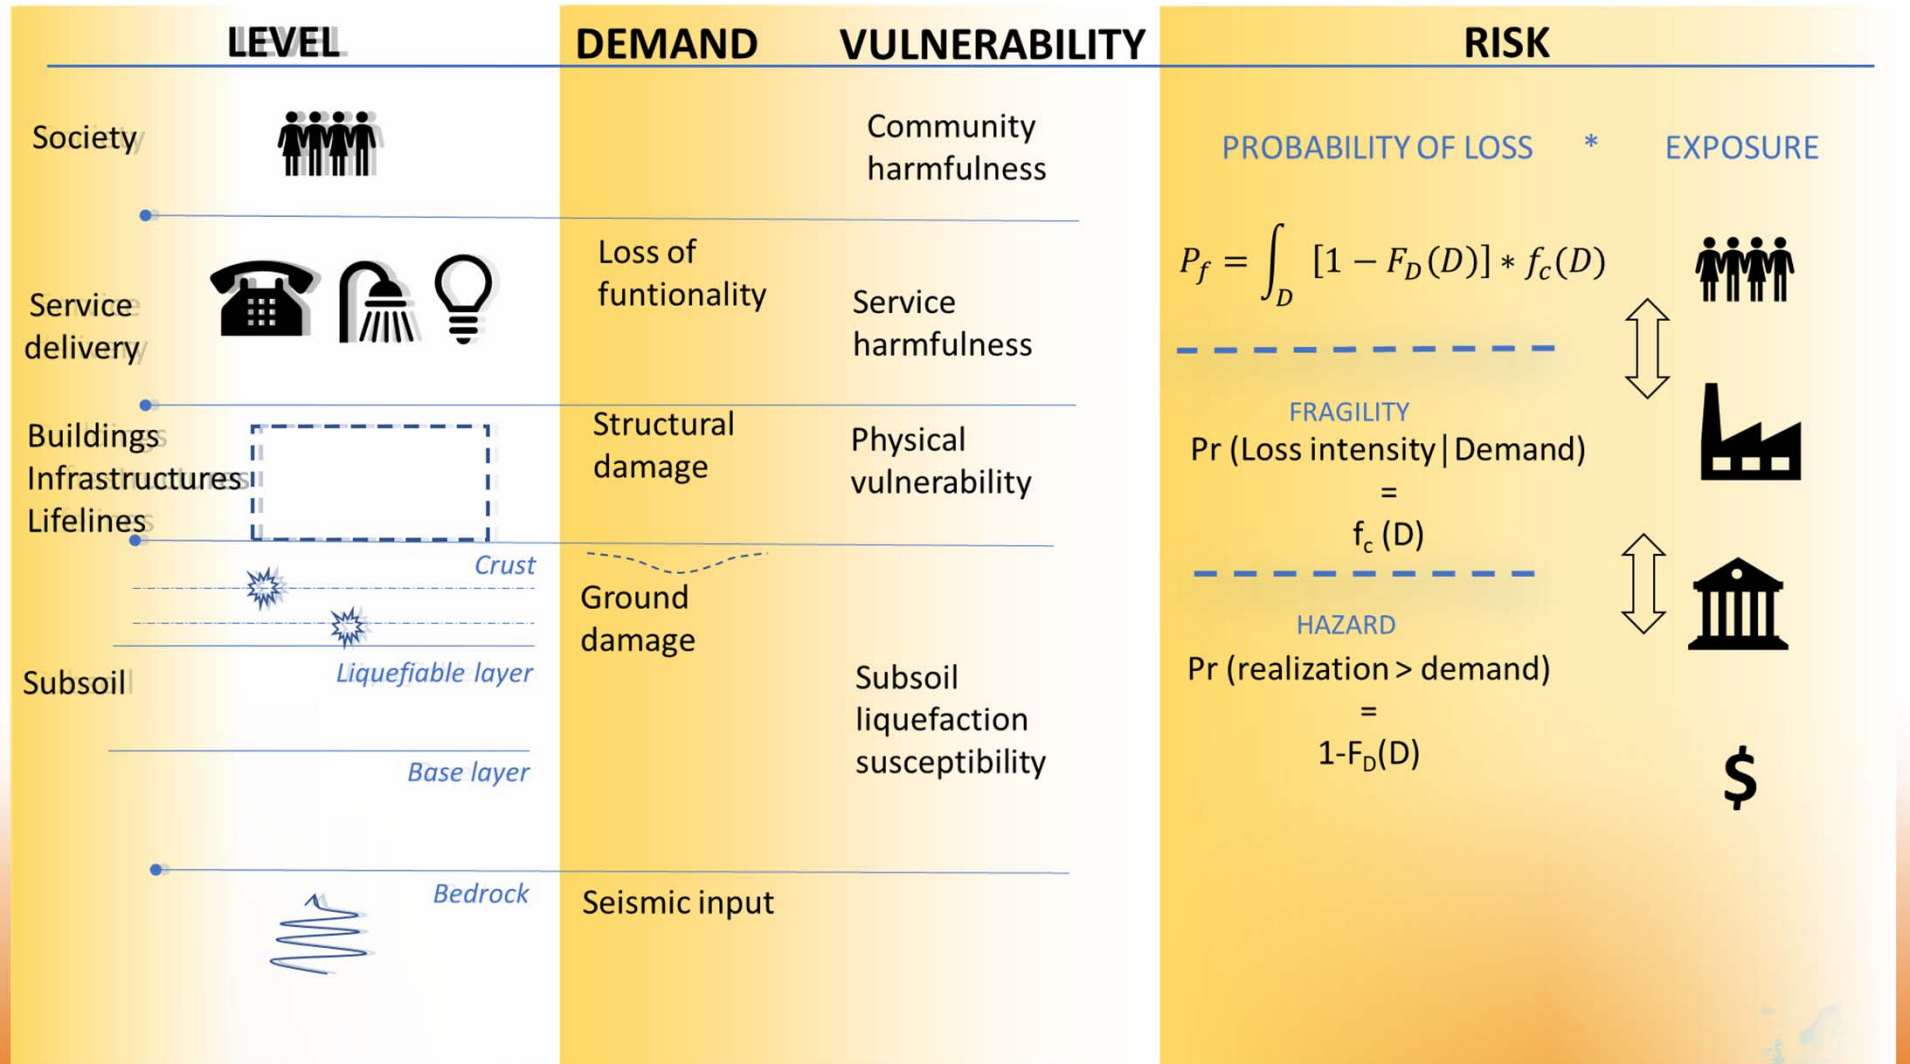 LEVEL
DEMAND
VULNERABILITY
RISK
Society
Community
harmfulness
PROBABILITY OF LOSS * EXPOSURE
Service
delivery
Loss of
funtionality
Service
harmfulness
P_f = ∫_D [1 − F_D(D)] ∗ f_c(D)
Buildings
Infrastructures
Lifelines
Structural
damage
Physical
vulnerability
FRAGILITY
Pr (Loss intensity|Demand)
=
f_c (D)
Crust
Liquefiable layer
Subsoil
Base layer
Bedrock
Ground
damage
Subsoil
liquefaction
susceptibility
Seismic input
HAZARD
Pr (realization > demand)
=
1-F_D(D)
$